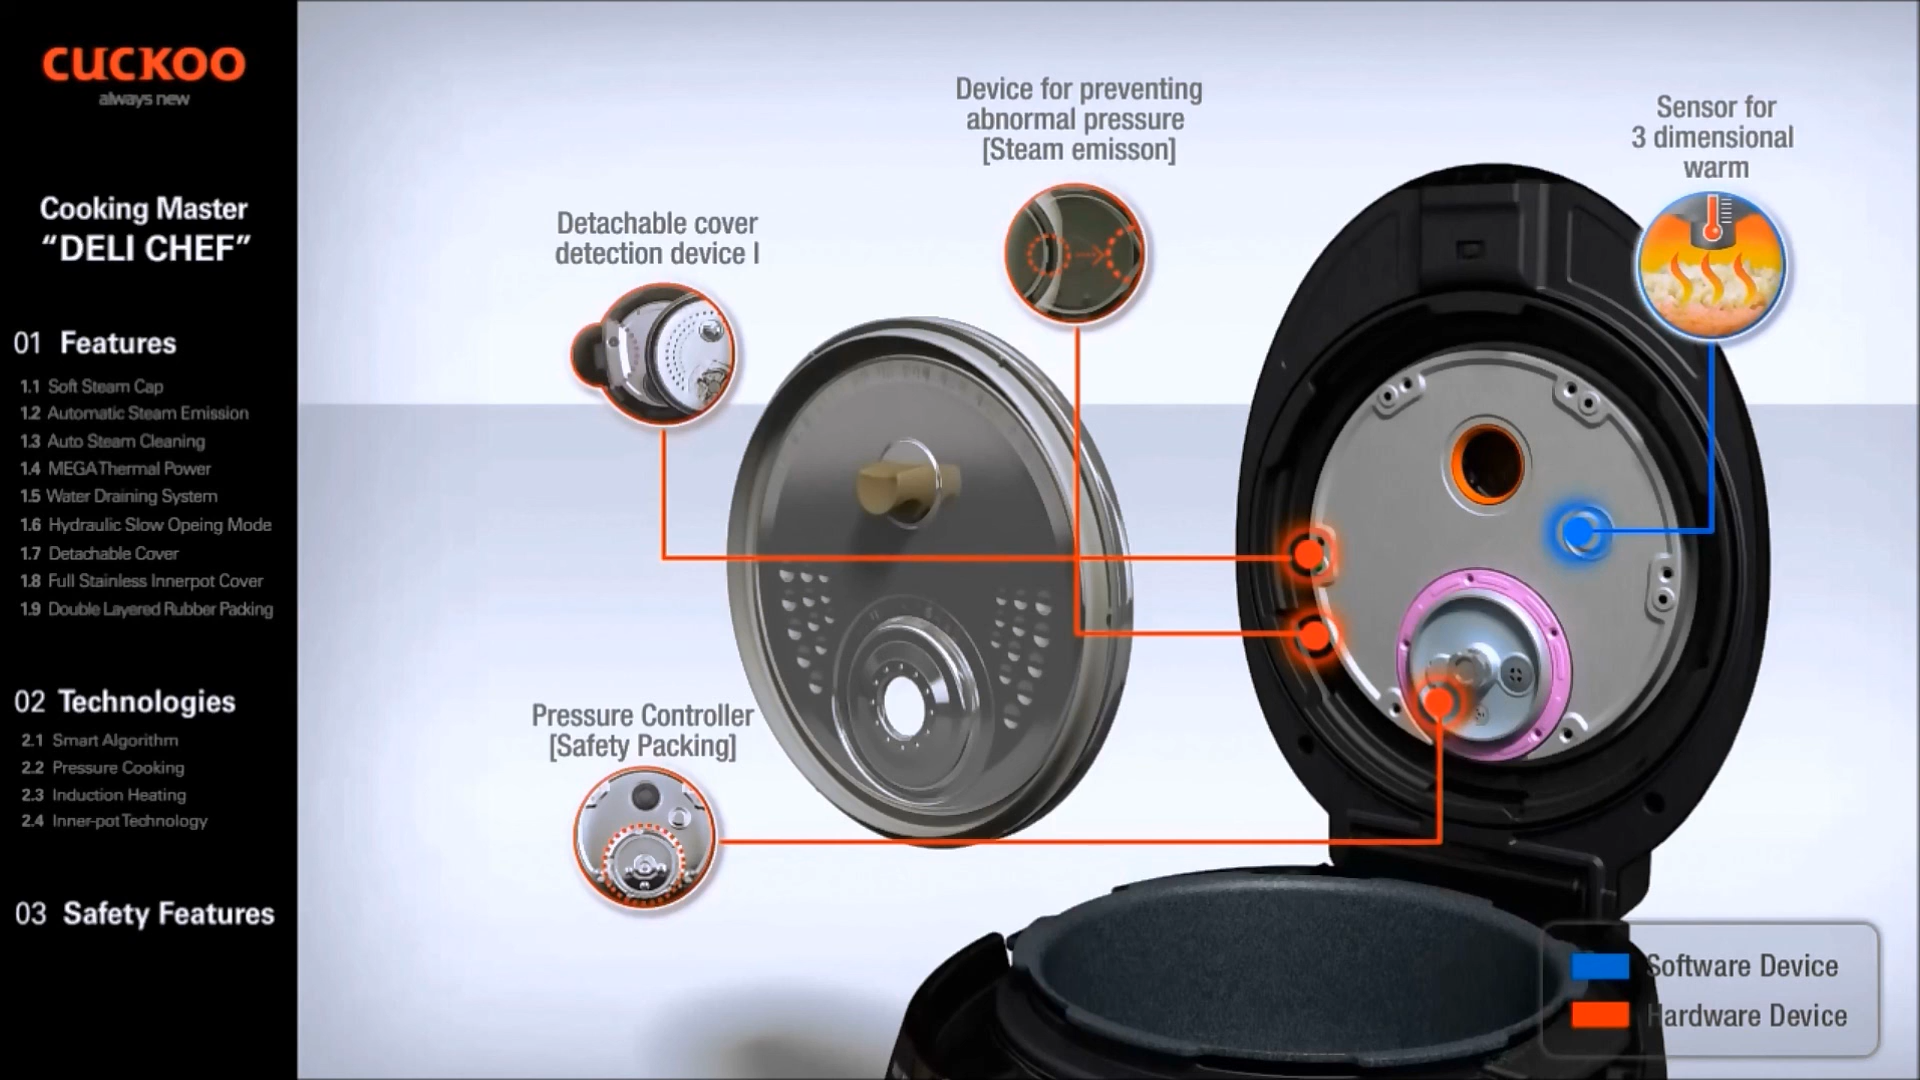 CUCKOO
always new
Cooking Master
“DELI CHEF”
01 Features
1.1 Soft Steam Cap
1.2 Automatic Steam Emission
1.3 Auto Steam Cleaning
1.4 MEGA Thermal Power
1.5 Water Draining System
1.6 Hydraulic Slow Opeing Mode
1.7 Detachable Cover
1.8 Full Stainless Innerpot Cover
1.9 Double Layered Rubber Packing
02 Technologies
2.1 Smart Algorithm
2.2 Pressure Cooking
2.3 Induction Heating
2.4 Inner-pot Technology
03 Safety Features
Detachable cover
detection device I
Device for preventing
abnormal pressure
[Steam emisson]
Sensor for
3 dimensional
warm
Pressure Controller
[Safety Packing]
Software Device
Hardware Device